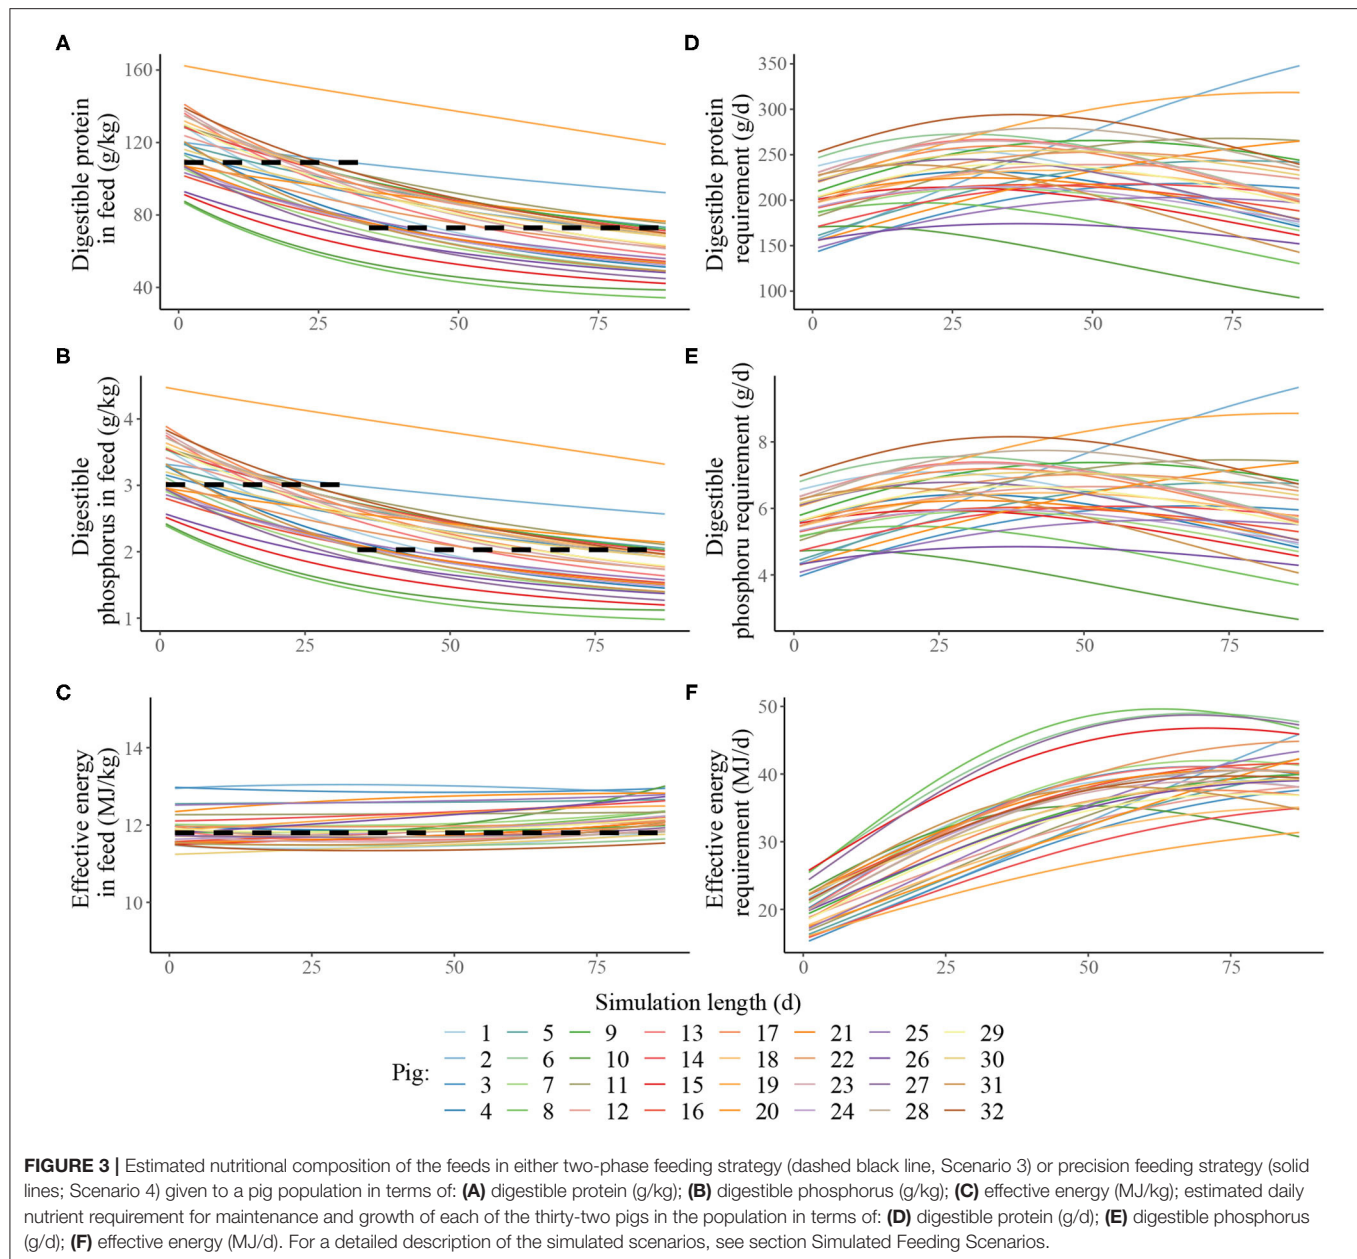 A
Digestible protein
in feed (g/kg)
160
120
80
40
0 25 50 75
D
Digestible protein
requirement (g/d)
350
300
250
200
150
100
0 25 50 75
B
Digestible
phosphorus in feed (g/kg)
4
3
2
1
0 25 50 75
E
Digestible
phosphoru requirement (g/d)
8
6
4
0 25 50 75
C
Effective energy
in feed (MJ/kg)
14
12
10
0 25 50 75
F
Effective energy
requirement (MJ/d)
50
40
30
20
0 25 50 75
Simulation length (d)
Pig:
1 5 9 13 17 21 25 29
2 6 10 14 18 22 26 30
3 7 11 15 19 23 27 31
4 8 12 16 20 24 28 32
FIGURE 3 | Estimated nutritional composition of the feeds in either two-phase feeding strategy (dashed black line, Scenario 3) or precision feeding strategy (solid
lines; Scenario 4) given to a pig population in terms of: (A) digestible protein (g/kg); (B) digestible phosphorus (g/kg); (C) effective energy (MJ/kg); estimated daily
nutrient requirement for maintenance and growth of each of the thirty-two pigs in the population in terms of: (D) digestible protein (g/d); (E) digestible phosphorus
(g/d); (F) effective energy (MJ/d). For a detailed description of the simulated scenarios, see section Simulated Feeding Scenarios.